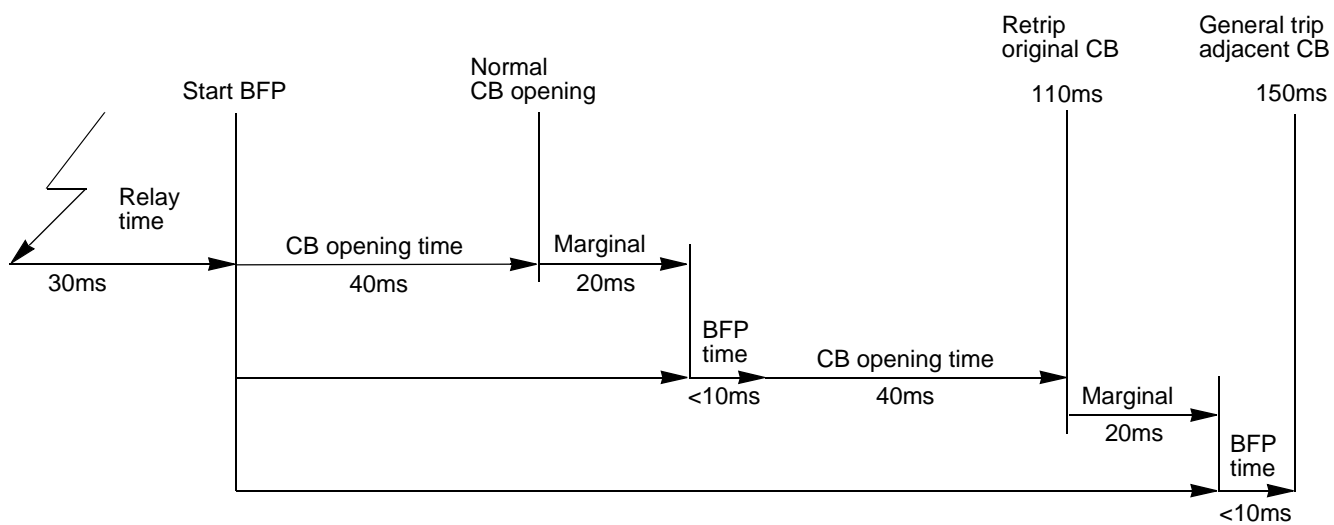 Retrip
original CB
General trip
adjacent CB
Normal
CB opening
Start BFP
110ms
150ms
Relay
time
CB opening time
Marginal
30ms
40ms
20ms
BFP
time
CB opening time
<10ms
40ms
Marginal
20ms
BFP
time
<10ms